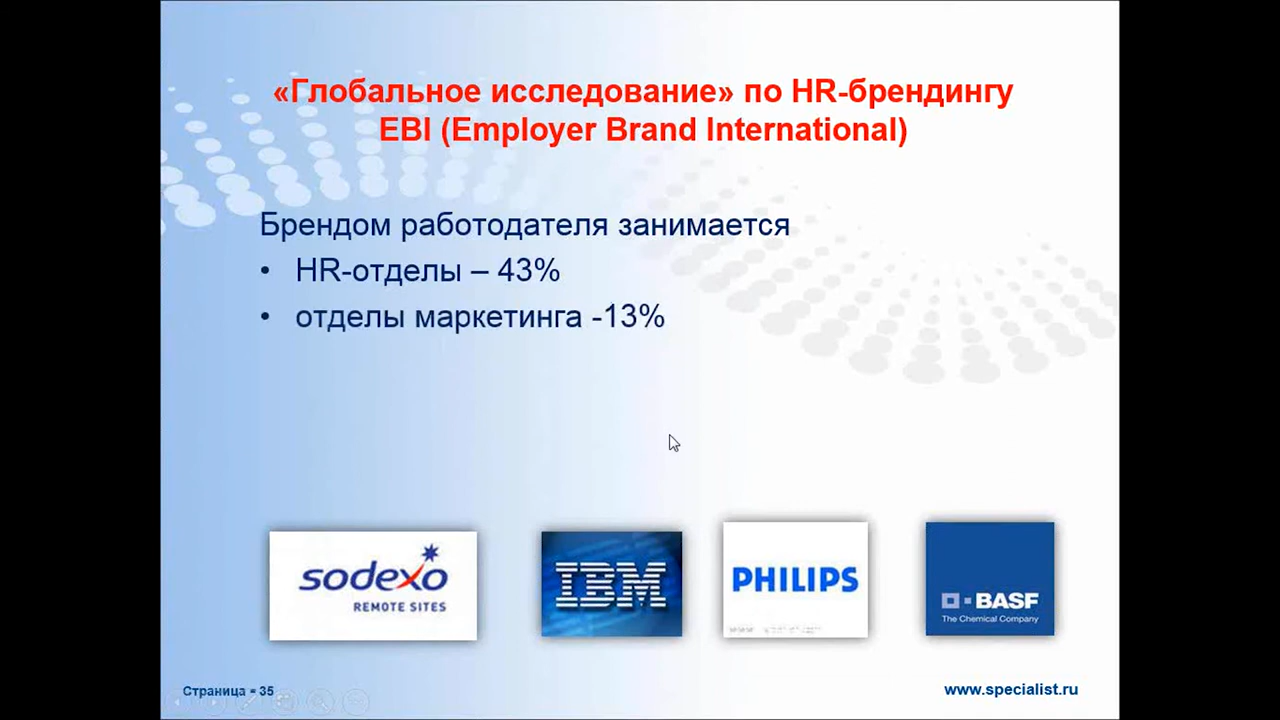 «Глобальное исследование» по HR-брендингу
EBI (Employer Brand International)
Брендом работодателя занимается
• HR-отделы – 43%
• отделы маркетинга -13%
sodexo
REMOTE SITES
IBM
PHILIPS
BASF
The Chemical Company
Страница = 35
www.specialist.ru